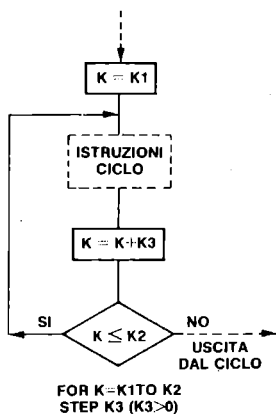 K = K1
ISTRUZIONI
CICLO
K = K+K3
SI
K ≤ K2
NO
USCITA
DAL CICLO
FOR K=K1TO K2
STEP K3 (K3>0)